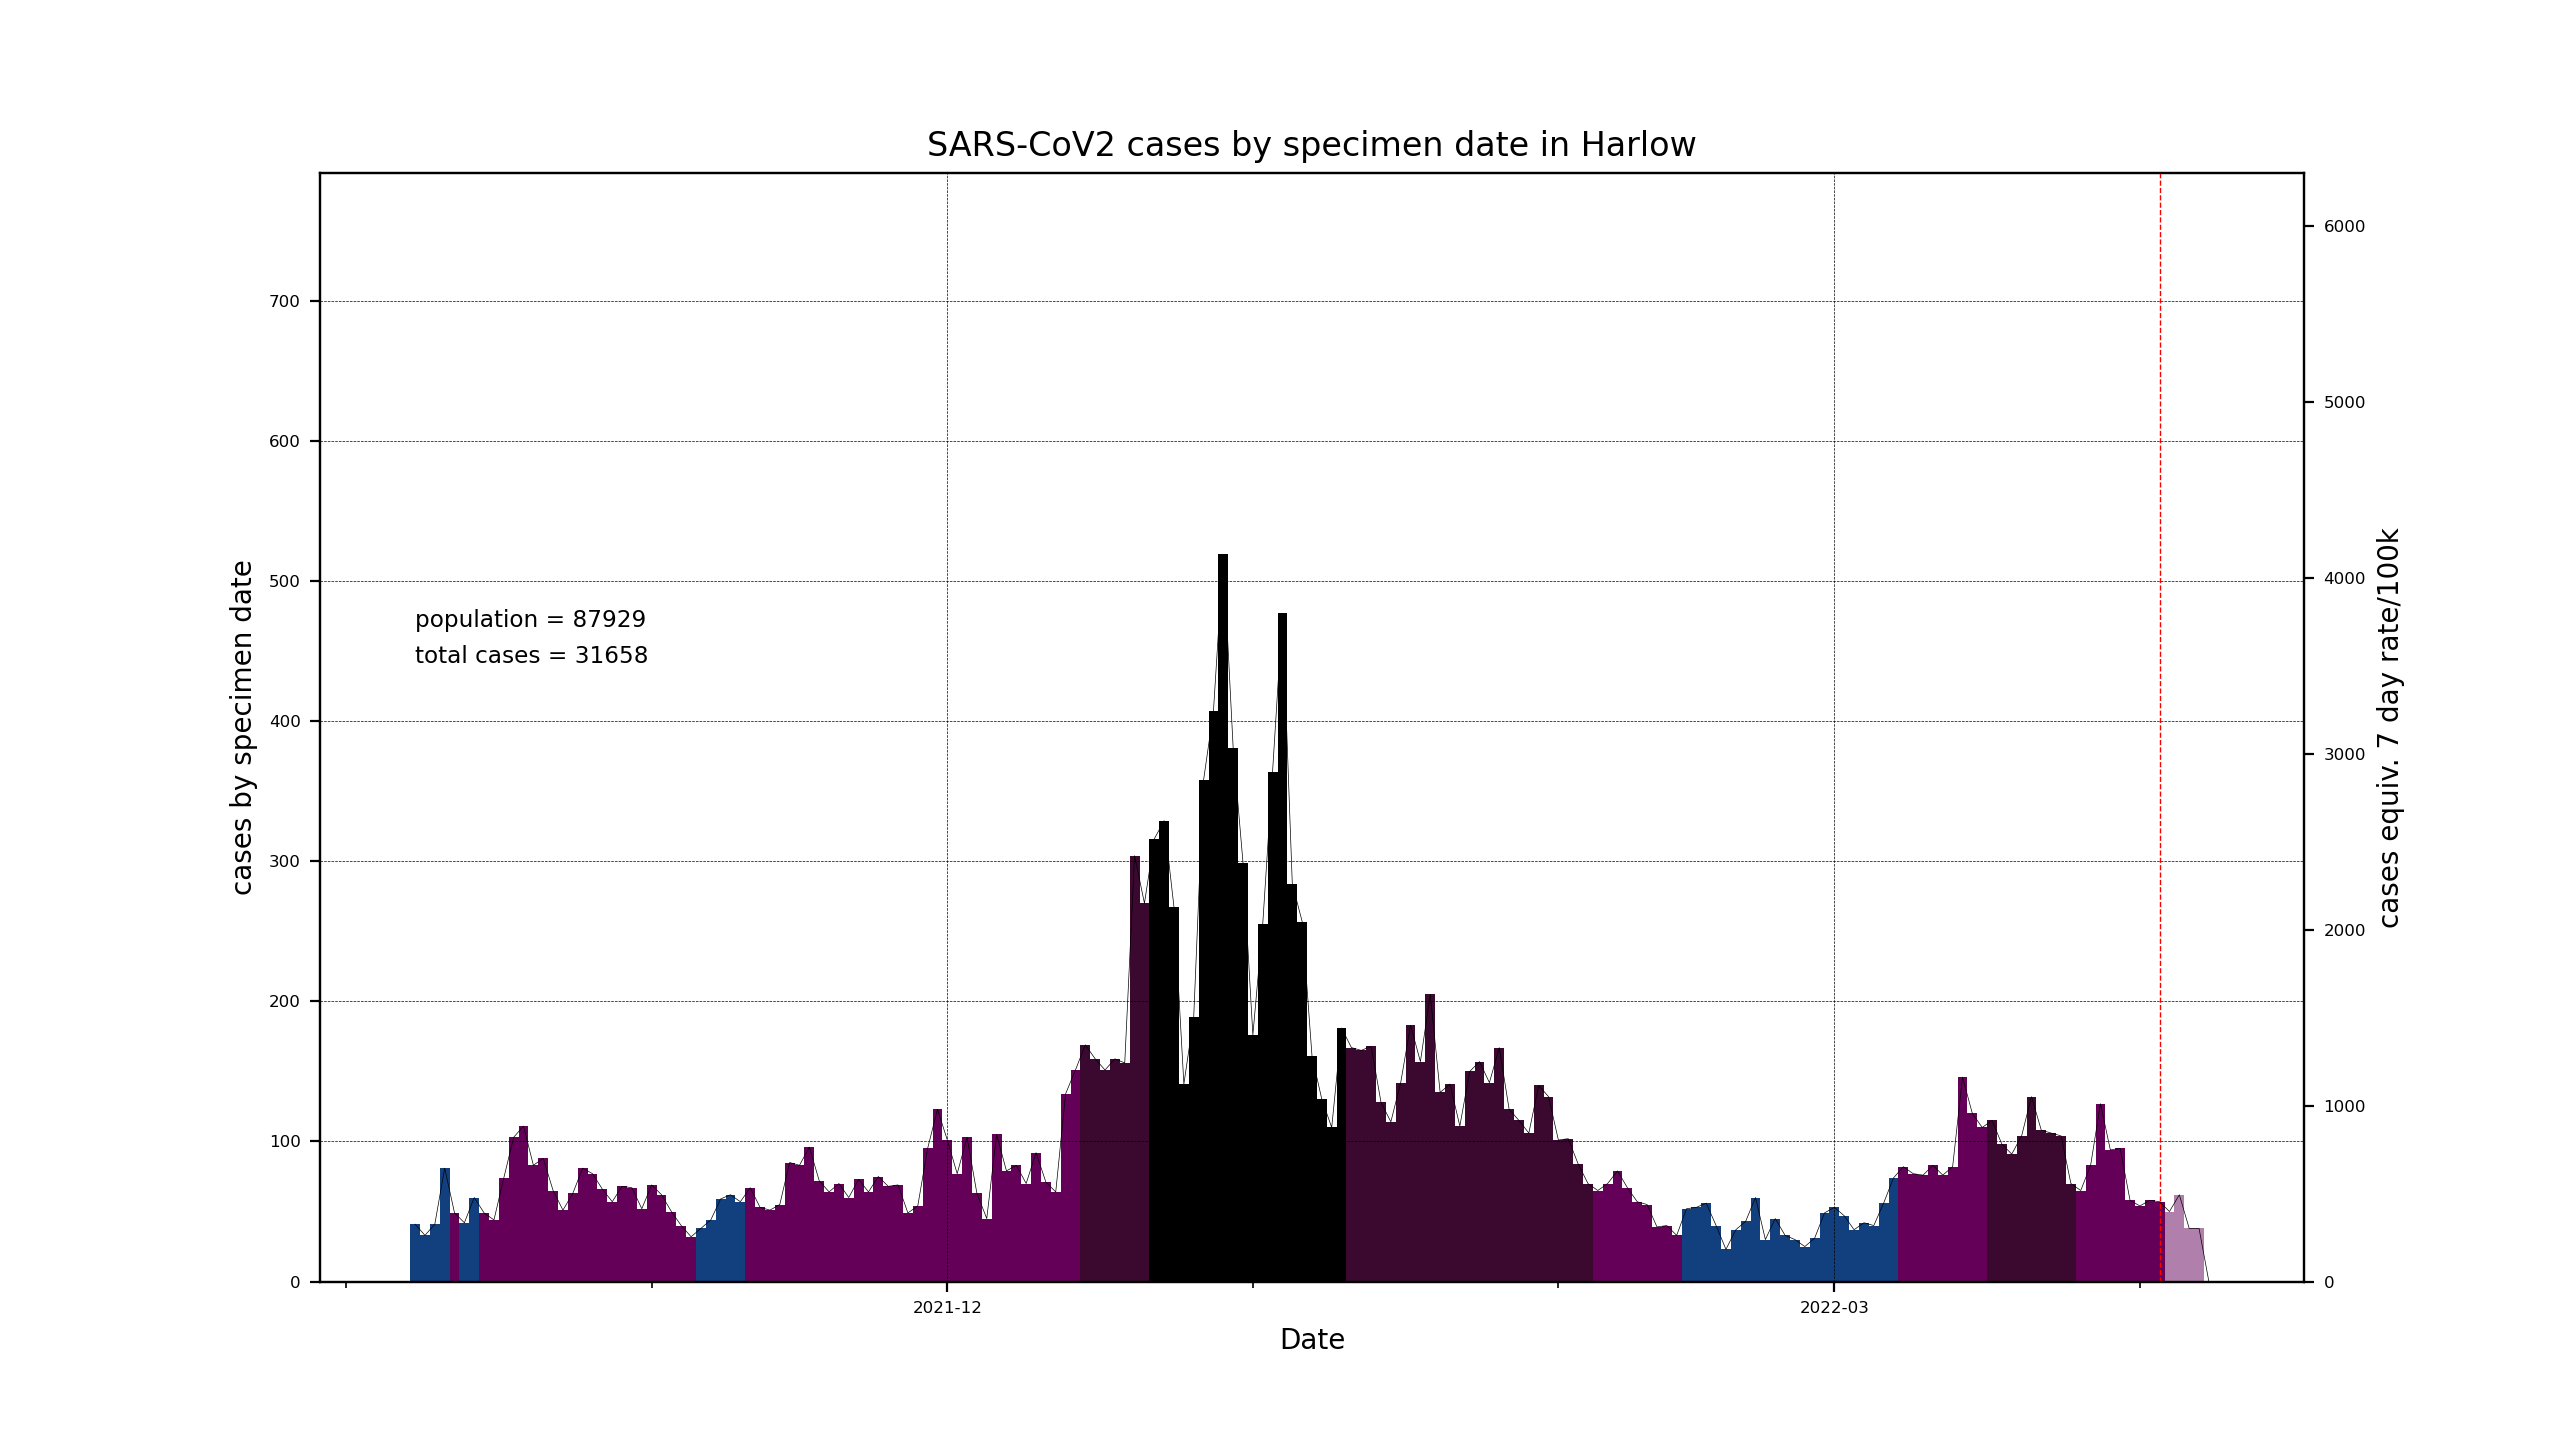 SARS-CoV2 cases by specimen date in Harlow
cases by specimen date
700
600
500
400
300
200
100
0
population = 87929
total cases = 31658
6000
5000
4000
3000
2000
1000
0
cases equiv. 7 day rate/100k
2021-12
2022-03
Date